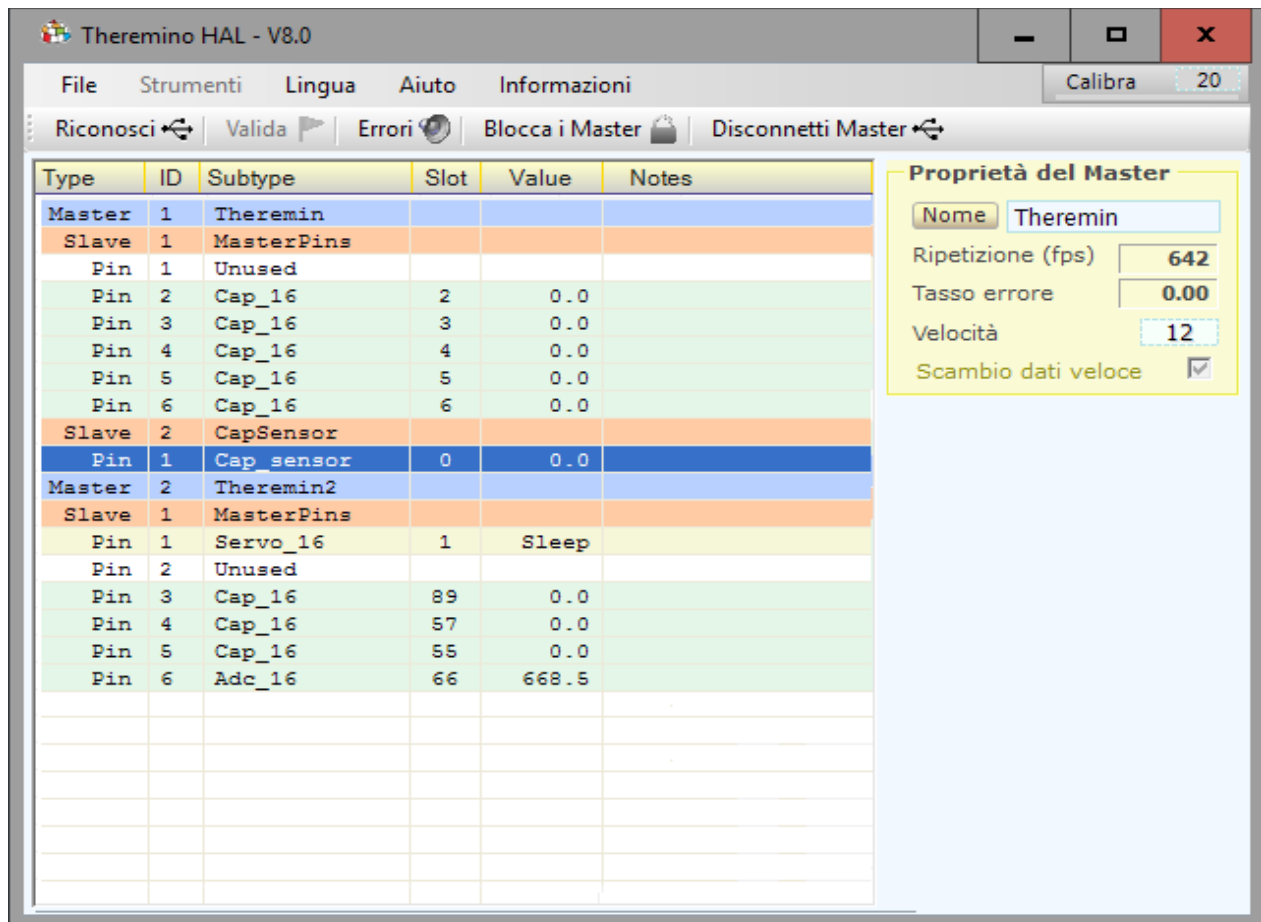 Theremino HAL - V8.0
File Strumenti Lingua Aiuto Informazioni Calibra 20
Riconosci Valida Errori Blocca i Master Disconnetti Master
Type ID Subtype Slot Value Notes
Master 1 Theremin
Slave 1 MasterPins
Pin 1 Unused
Pin 2 Cap_16 2 0.0
Pin 3 Cap_16 3 0.0
Pin 4 Cap_16 4 0.0
Pin 5 Cap_16 5 0.0
Pin 6 Cap_16 6 0.0
Slave 2 CapSensor
Pin 1 Cap_sensor 0 0.0
Master 2 Theremin2
Slave 1 MasterPins
Pin 1 Servo_16 1 Sleep
Pin 2 Unused
Pin 3 Cap_16 89 0.0
Pin 4 Cap_16 57 0.0
Pin 5 Cap_16 55 0.0
Pin 6 Adc_16 66 668.5
Proprietà del Master
Nome Theremin
Ripetizione (fps) 642
Tasso errore 0.00
Velocità 12
Scambio dati veloce